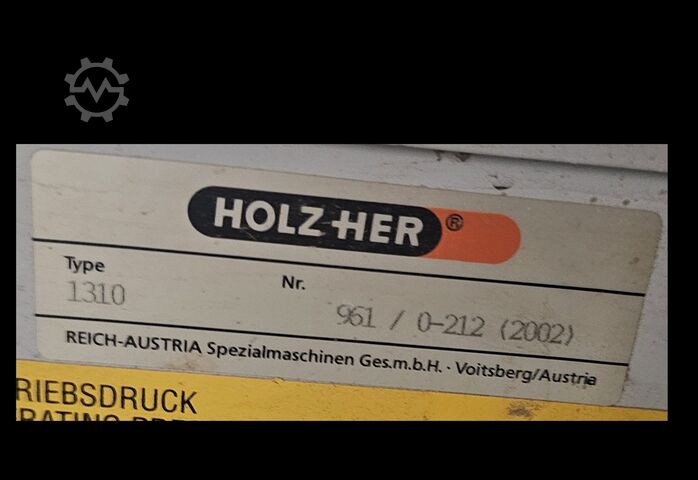 HOLZ-HER®
Type Nr.
1310 961 / 0-212 (2002)
REICH-AUSTRIA Spezialmaschinen Ges.m.b.H. · Voitsberg/Austria
RIEBSDRUCK